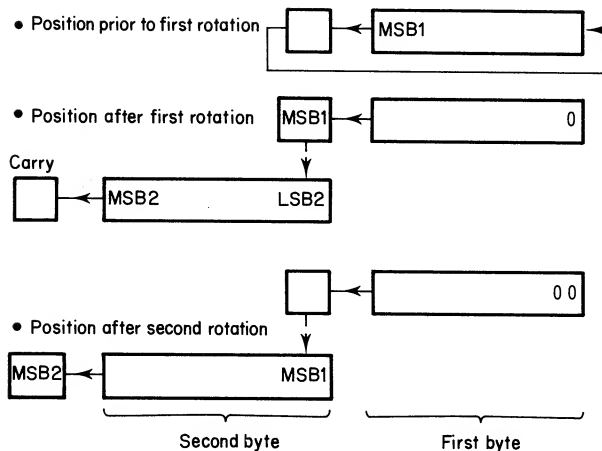 • Position prior to first rotation
MSB1
• Position after first rotation
MSB1
0
Carry
MSB2 LSB2
0 0
• Position after second rotation
MSB2
MSB1
Second byte First byte